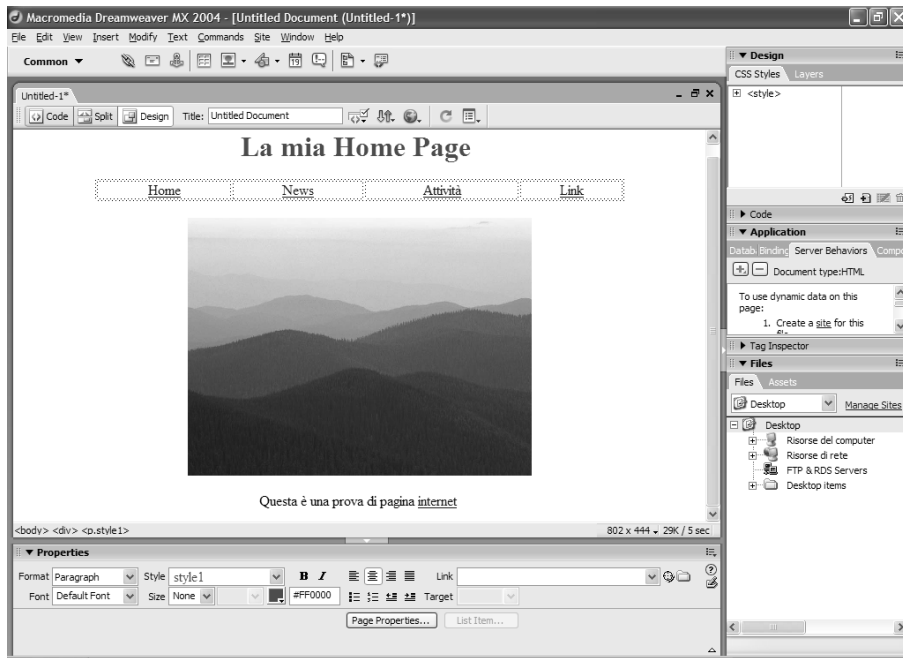 Macromedia Dreamweaver MX 2004 - [Untitled Document (Untitled-1*)]
File Edit View Insert Modify Text Commands Site Window Help
Common
Untitled-1*
Code Split Design Title: Untitled Document
La mia Home Page
Home News Attività Link
Questa è una prova di pagina internet
<body> <div> <p.style1> 802 x 444 29K / 5 sec
Properties
Format Paragraph Style style1 B I Link
Font Default Font Size None #FF0000 Target
Page Properties... List Item...
Design
CSS Styles Layers
<style>
Code
Application
Datab Binding Server Behaviors Compo
Document type:HTML
To use dynamic data on this
page:
1. Create a site for this
Tag Inspector
Files
Files Assets
Desktop Manage Sites
Desktop
Risorse del computer
Risorse di rete
FTP & RDS Servers
Desktop items